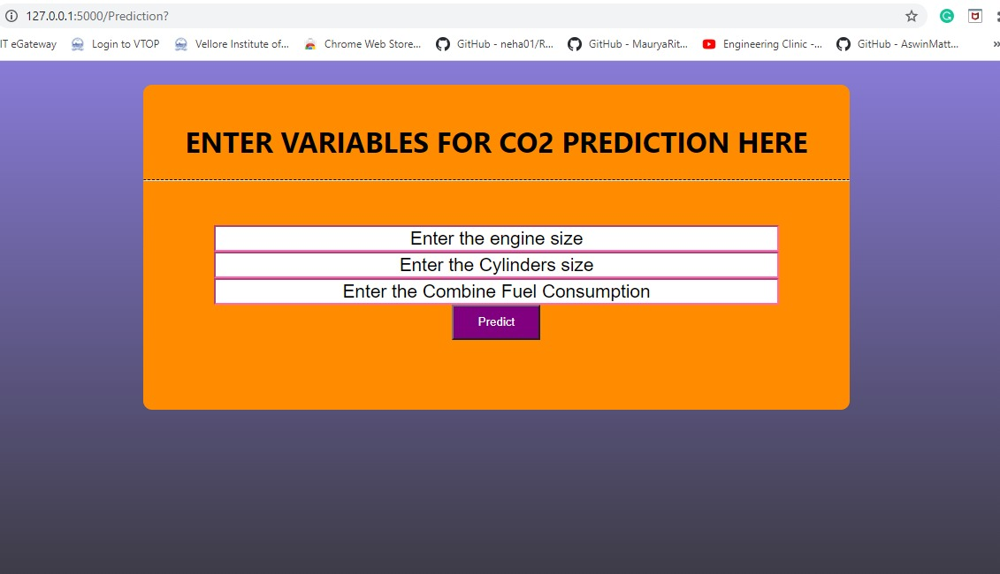 127.0.0.1:5000/Prediction?
IT eGateway Login to VTOP Vellore Institute of... Chrome Web Store... GitHub - neha01/R... GitHub - MauryaRit... Engineering Clinic -... GitHub - AswinMatt... »
ENTER VARIABLES FOR CO2 PREDICTION HERE
Enter the engine size
Enter the Cylinders size
Enter the Combine Fuel Consumption
Predict